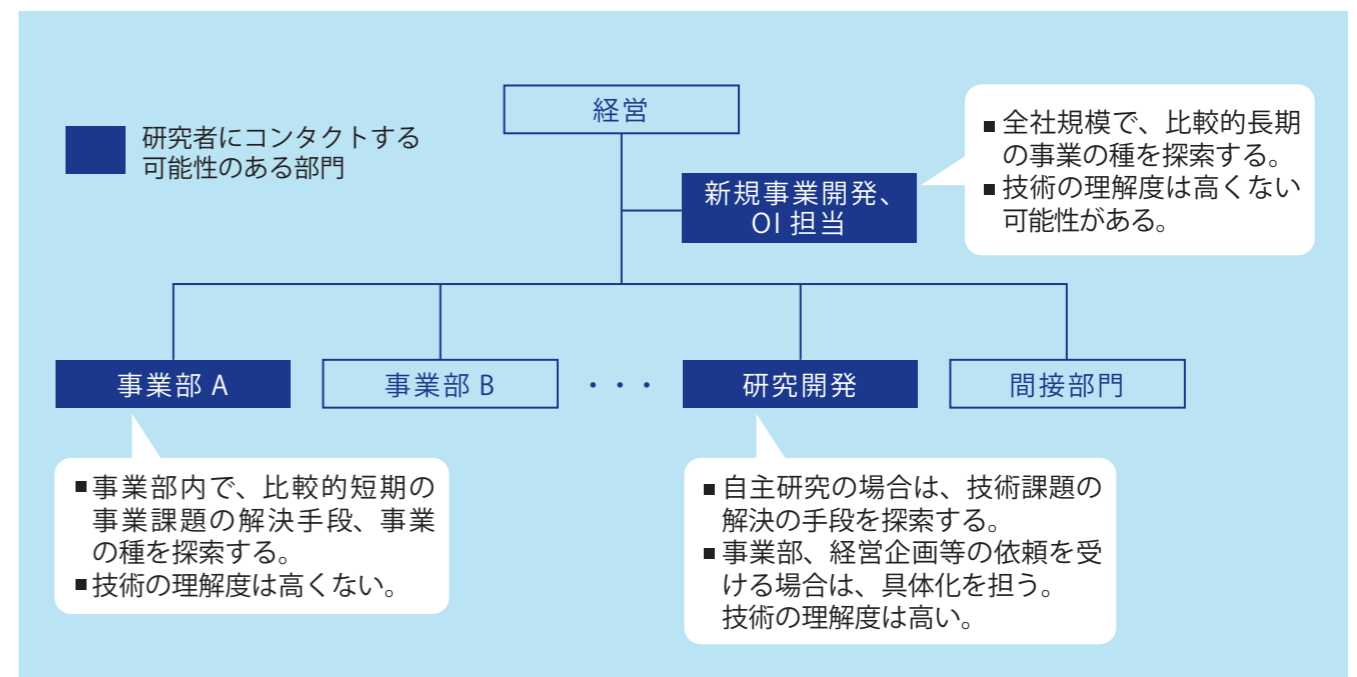 経営
研究者にコンタクトする
可能性のある部門
新規事業開発、
OI 担当
■全社規模で、比較的長期
の事業の種を探索する。
■技術の理解度は高くない
可能性がある。
事業部 A
事業部 B
・・・
研究開発
間接部門
■事業部内で、比較的短期の
事業課題の解決手段、事業
の種を探索する。
■技術の理解度は高くない。
■自主研究の場合は、技術課題の
解決の手段を探索する。
■事業部、経営企画等の依頼を受
ける場合は、具体化を担う。
技術の理解度は高い。